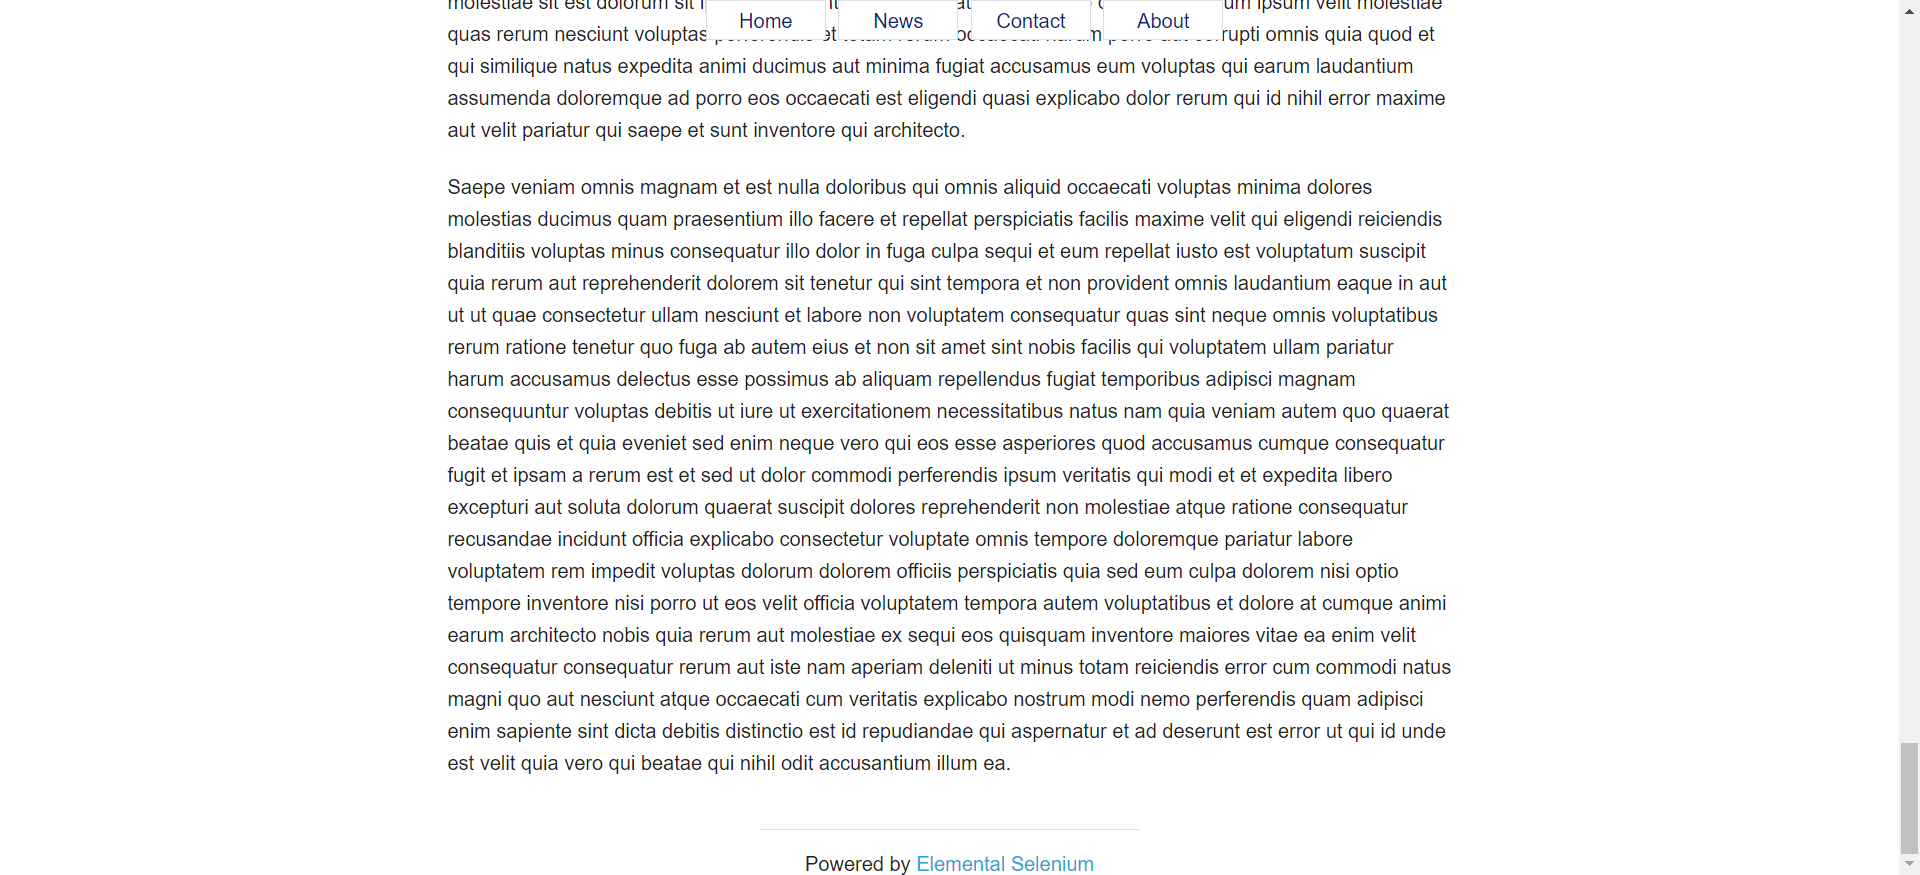 Home News Contact About
molestiae sit est dolorum sit um ipsum velit molestiae
quas rerum nesciunt voluptas et rupti omnis quia quod et
qui similique natus expedita animi ducimus aut minima fugiat accusamus eum voluptas qui earum laudantium
assumenda doloremque ad porro eos occaecati est eligendi quasi explicabo dolor rerum qui id nihil error maxime
aut velit pariatur qui saepe et sunt inventore qui architecto.
Saepe veniam omnis magnam et est nulla doloribus qui omnis aliquid occaecati voluptas minima dolores
molestias ducimus quam praesentium illo facere et repellat perspiciatis facilis maxime velit qui eligendi reiciendis
blanditiis voluptas minus consequatur illo dolor in fuga culpa sequi et eum repellat iusto est voluptatum suscipit
quia rerum aut reprehenderit dolorem sit tenetur qui sint tempora et non provident omnis laudantium eaque in aut
ut ut quae consectetur ullam nesciunt et labore non voluptatem consequatur quas sint neque omnis voluptatibus
rerum ratione tenetur quo fuga ab autem eius et non sit amet sint nobis facilis qui voluptatem ullam pariatur
harum accusamus delectus esse possimus ab aliquam repellendus fugiat temporibus adipisci magnam
consequuntur voluptas debitis ut iure ut exercitationem necessitatibus natus nam quia veniam autem quo quaerat
beatae quis et quia eveniet sed enim neque vero qui eos esse asperiores quod accusamus cumque consequatur
fugit et ipsam a rerum est et sed ut dolor commodi perferendis ipsum veritatis qui modi et et expedita libero
excepturi aut soluta dolorum quaerat suscipit dolores reprehenderit non molestiae atque ratione consequatur
recusandae incidunt officia explicabo consectetur voluptate omnis tempore doloremque pariatur labore
voluptatem rem impedit voluptas dolorum dolorem officiis perspiciatis quia sed eum culpa dolorem nisi optio
tempore inventore nisi porro ut eos velit officia voluptatem tempora autem voluptatibus et dolore at cumque animi
earum architecto nobis quia rerum aut molestiae ex sequi eos quisquam inventore maiores vitae ea enim velit
consequatur consequatur rerum aut iste nam aperiam deleniti ut minus totam reiciendis error cum commodi natus
magni quo aut nesciunt atque occaecati cum veritatis explicabo nostrum modi nemo perferendis quam adipisci
enim sapiente sint dicta debitis distinctio est id repudiandae qui aspernatur et ad deserunt est error ut qui id unde
est velit quia vero qui beatae qui nihil odit accusantium illum ea.
Powered by Elemental Selenium